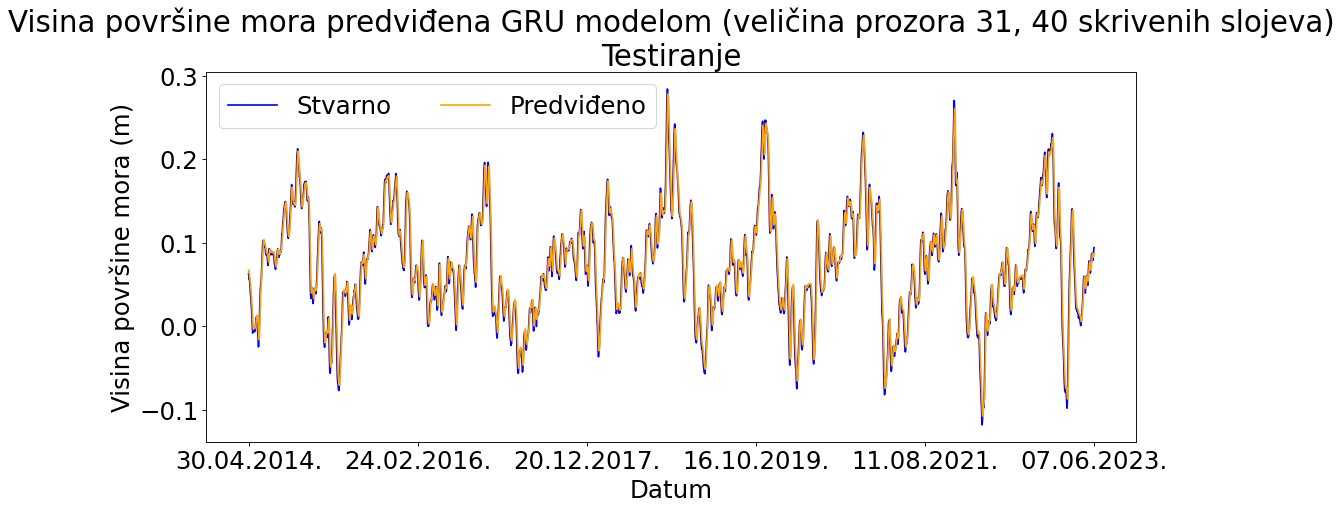 Visina površine mora predviđena GRU modelom (veličina prozora 31, 40 skrivenih slojeva)
Testiranje
Stvarno
Predviđeno
Visina površine mora (m)
0.3
0.2
0.1
0.0
−0.1
30.04.2014.
24.02.2016.
20.12.2017.
16.10.2019.
11.08.2021.
07.06.2023.
Datum